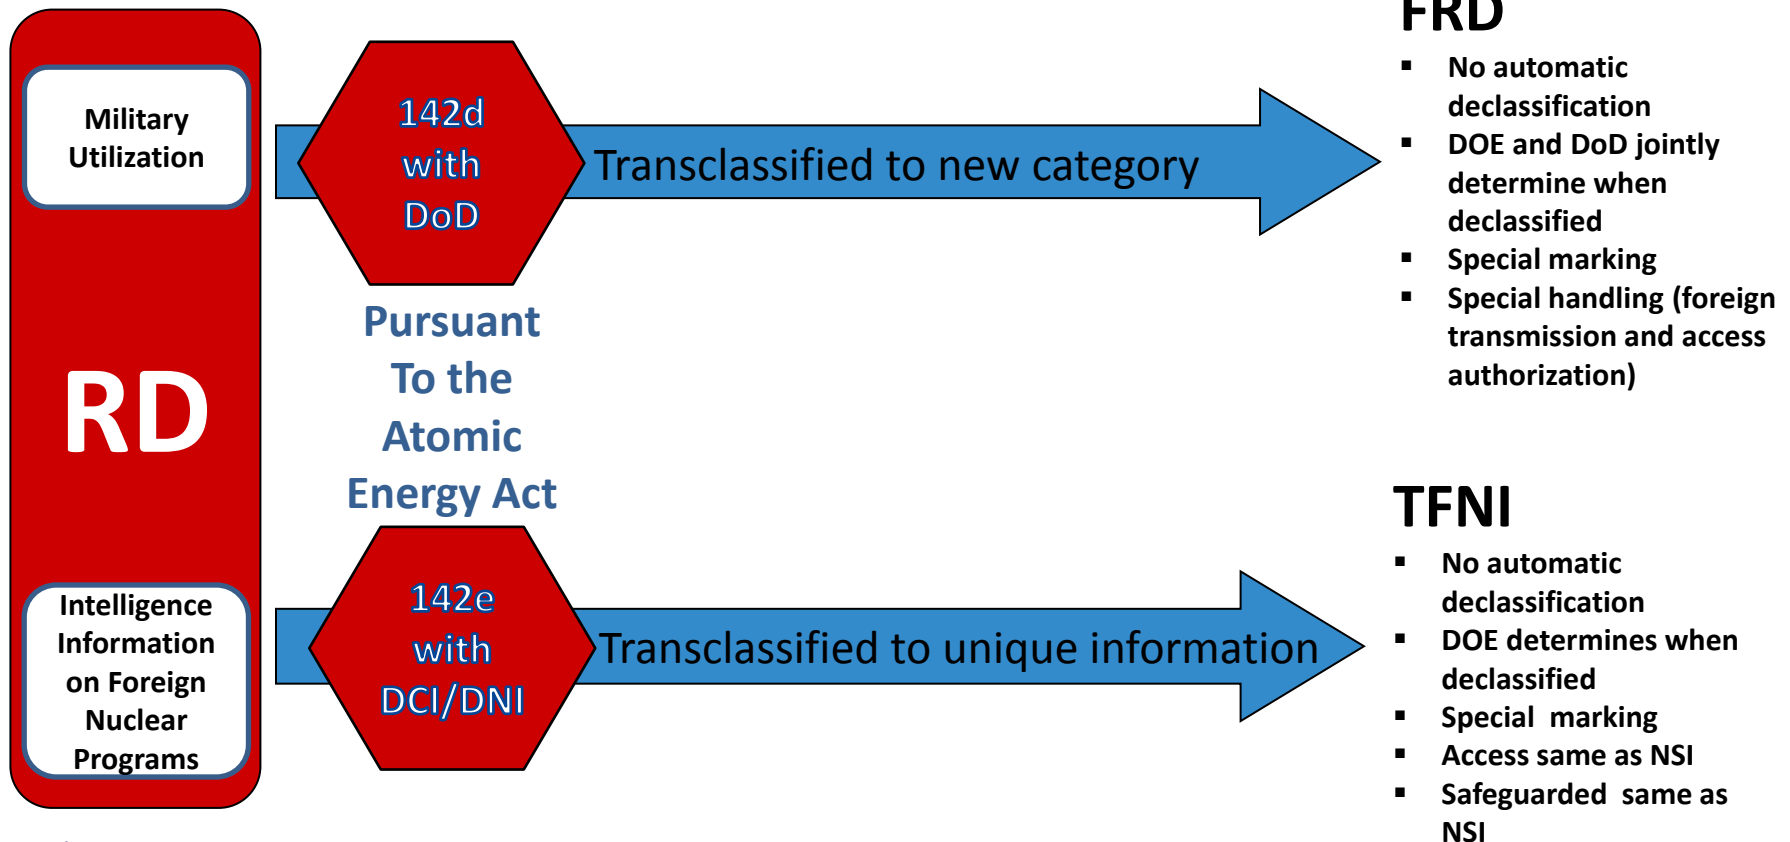 Military
Utilization
RD
Intelligence
Information
on Foreign
Nuclear
Programs
142d
with
DoD
Transclassified to new category
Pursuant
To the
Atomic
Energy Act
142e
with
DCI/DNI
Transclassified to unique information
FRD
▪ No automatic
declassification
▪ DOE and DoD jointly
determine when
declassified
▪ Special marking
▪ Special handling (foreign
transmission and access
authorization)
TFNI
▪ No automatic
declassification
▪ DOE determines when
declassified
▪ Special  marking
▪ Access same as NSI
▪ Safeguarded  same as
NSI